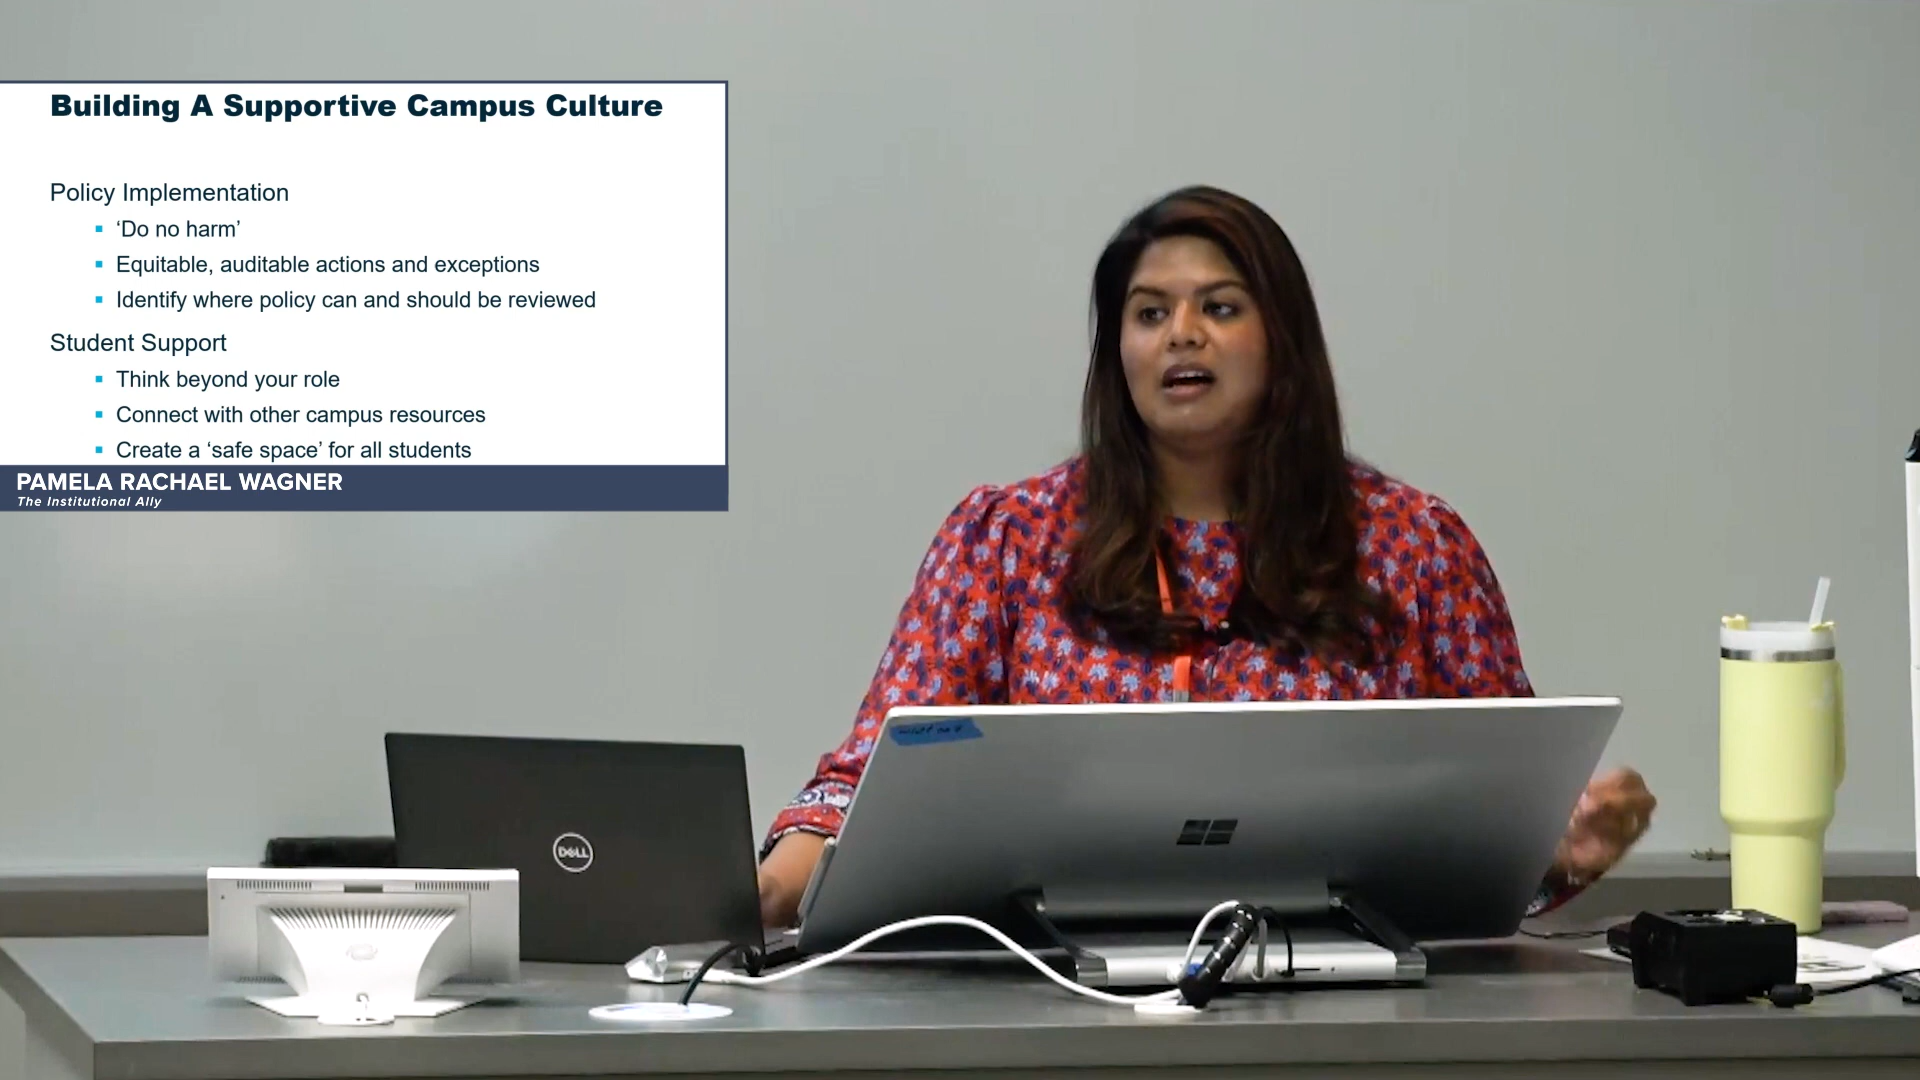 Building A Supportive Campus Culture
Policy Implementation
‘Do no harm’
Equitable, auditable actions and exceptions
Identify where policy can and should be reviewed
Student Support
Think beyond your role
Connect with other campus resources
Create a ‘safe space’ for all students
PAMELA RACHAEL WAGNER
The Institutional Ally
DELL